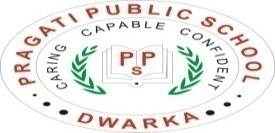 PRAGATI PUBLIC SCHOOL
CARING CAPABLE CONFIDENT
P P
S
DWARKA